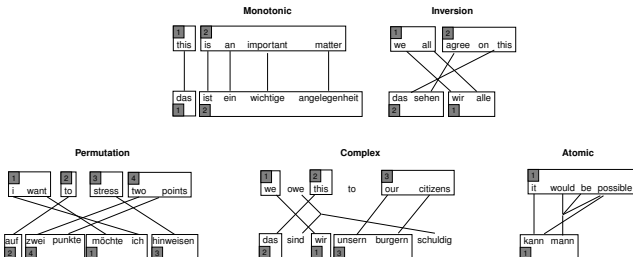 Monotonic
Inversion
1 2
this is an important matter
das ist ein wichtige angelegenheit
1 2
1 2
we all agree on this
das sehen wir alle
2 1
Permutation
Complex
Atomic
1 2 3 4
i want to stress two points
auf zwei punkte möchte ich hinweisen
2 4 1 3
1 2 3
we owe this to our citizens
das sind wir unsern burgern schuldig
2 1 3
1
it would be possible
kann mann
1